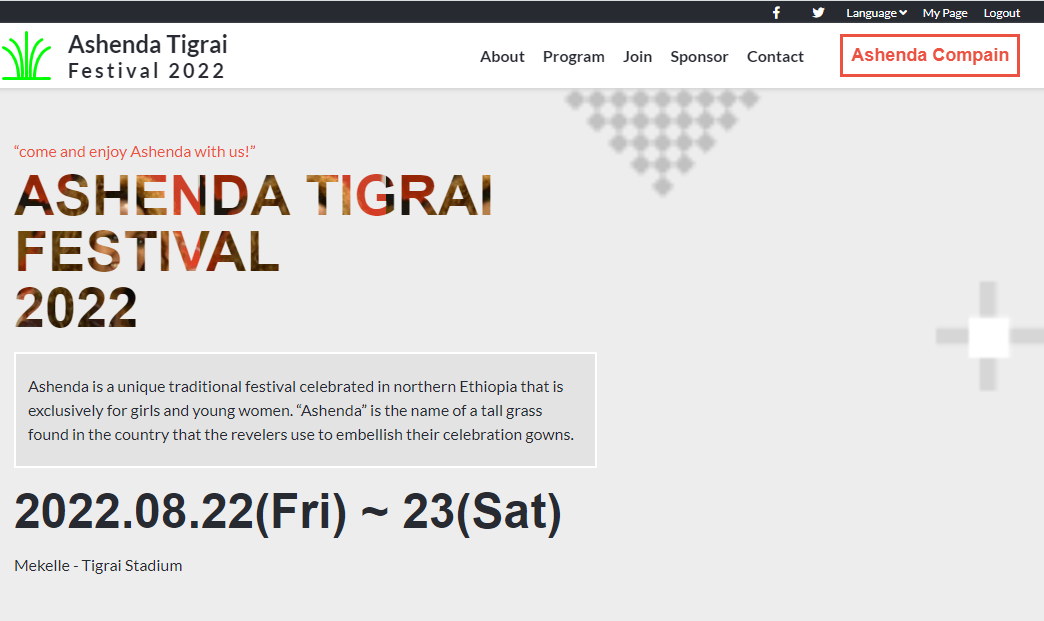 Language My Page Logout
Ashenda Tigrai
Festival 2022
About Program Join Sponsor Contact
Ashenda Compain
“come and enjoy Ashenda with us!”
ASHENDA TIGRAI
FESTIVAL
2022
Ashenda is a unique traditional festival celebrated in northern Ethiopia that is
exclusively for girls and young women. “Ashenda” is the name of a tall grass
found in the country that the revelers use to embellish their celebration gowns.
2022.08.22(Fri) ~ 23(Sat)
Mekelle - Tigrai Stadium